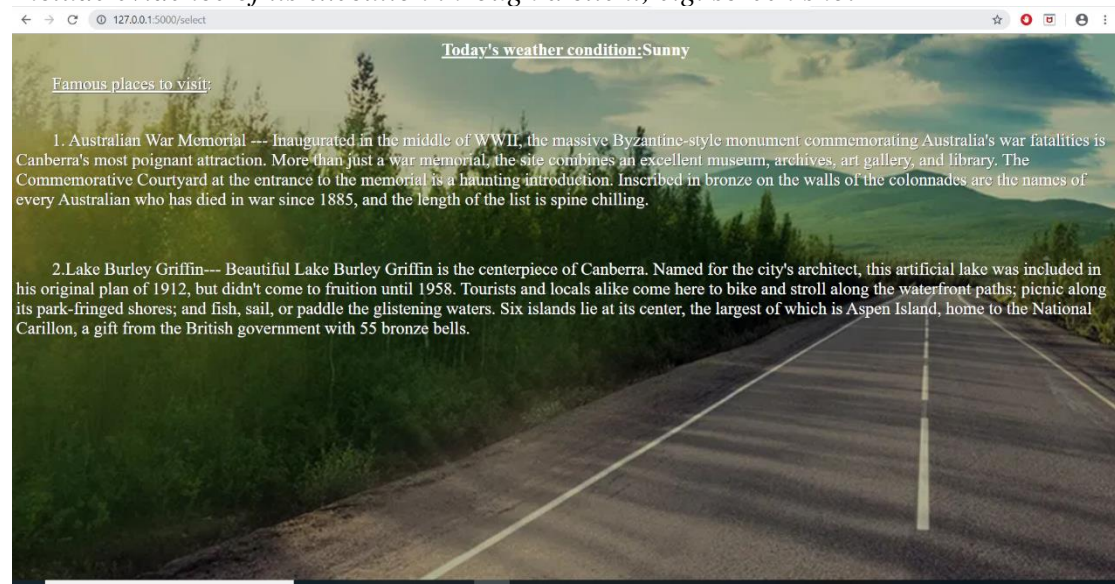 127.0.0.1:5000/select
Today's weather condition:Sunny
Famous places to visit:
1. Australian War Memorial --- Inaugurated in the middle of WWII, the massive Byzantine-style monument commemorating Australia's war fatalities is
Canberra's most poignant attraction. More than just a war memorial, the site combines an excellent museum, archives, art gallery, and library. The
Commemorative Courtyard at the entrance to the memorial is a haunting introduction. Inscribed in bronze on the walls of the colonnades are the names of
every Australian who has died in war since 1885, and the length of the list is spine chilling.
2.Lake Burley Griffin--- Beautiful Lake Burley Griffin is the centerpiece of Canberra. Named for the city's architect, this artificial lake was included in
his original plan of 1912, but didn't come to fruition until 1958. Tourists and locals alike come here to bike and stroll along the waterfront paths; picnic along
its park-fringed shores; and fish, sail, or paddle the glistening waters. Six islands lie at its center, the largest of which is Aspen Island, home to the National
Carillon, a gift from the British government with 55 bronze bells.